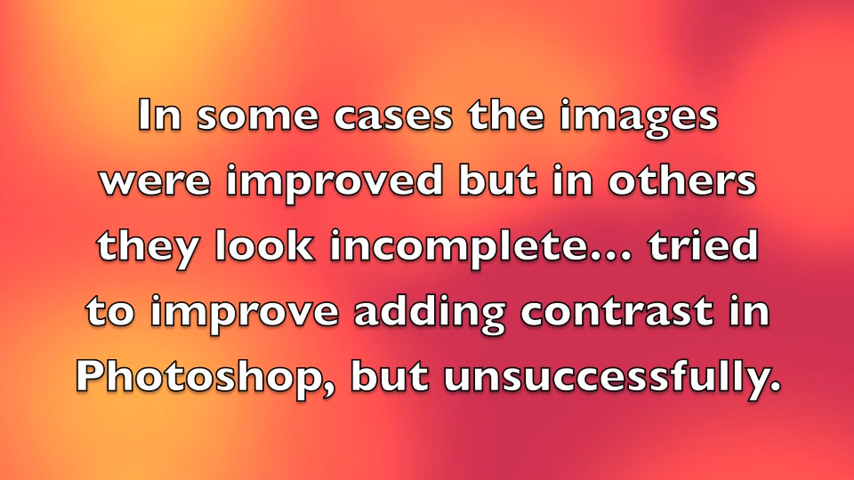 In some cases the images
were improved but in others
they look incomplete... tried
to improve adding contrast in
Photoshop, but unsuccessfully.